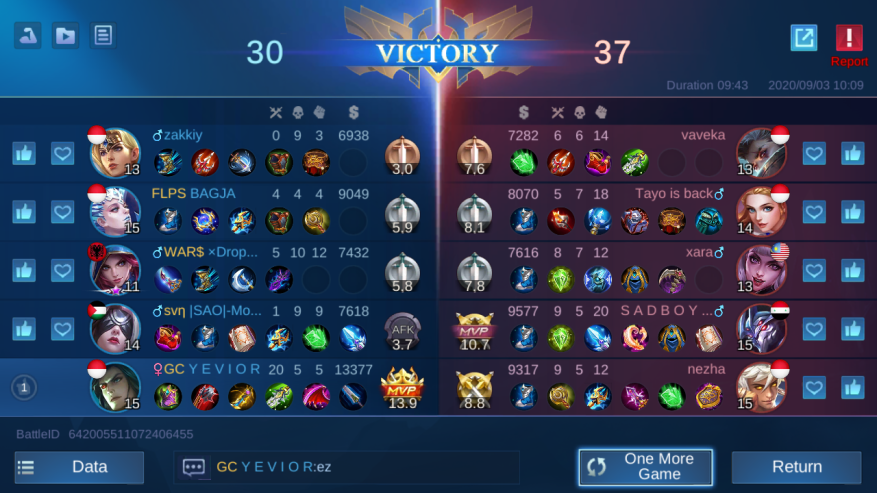 30 VICTORY 37
Report
Duration 09:43 2020/09/03 10:09
♂zakkiy 0 9 3 6938
13 3.0
7282 6 6 14 vaveka
7.6 13
FLPS BAGJA 4 4 4 9049
15 5.9
8070 5 7 18 Tayo is back♂
8.1 14
♂WAR$ ×Drop... 5 10 12 7432
11 5.8
7616 8 7 12 xara♂
7.8 13
♂svη |SAO|-Mo... 1 9 9 7618
14 AFK 3.7
9577 9 5 20 S A D B O Y ...♂
MVP 10.7 15
1 ♀GC Y E V I O R 20 5 5 13377
15 MVP 13.9
9317 9 5 12 nezha
8.8 15
BattleID 642005511072406455
Data
GC Y E V I O R:ez
One More
Game
Return